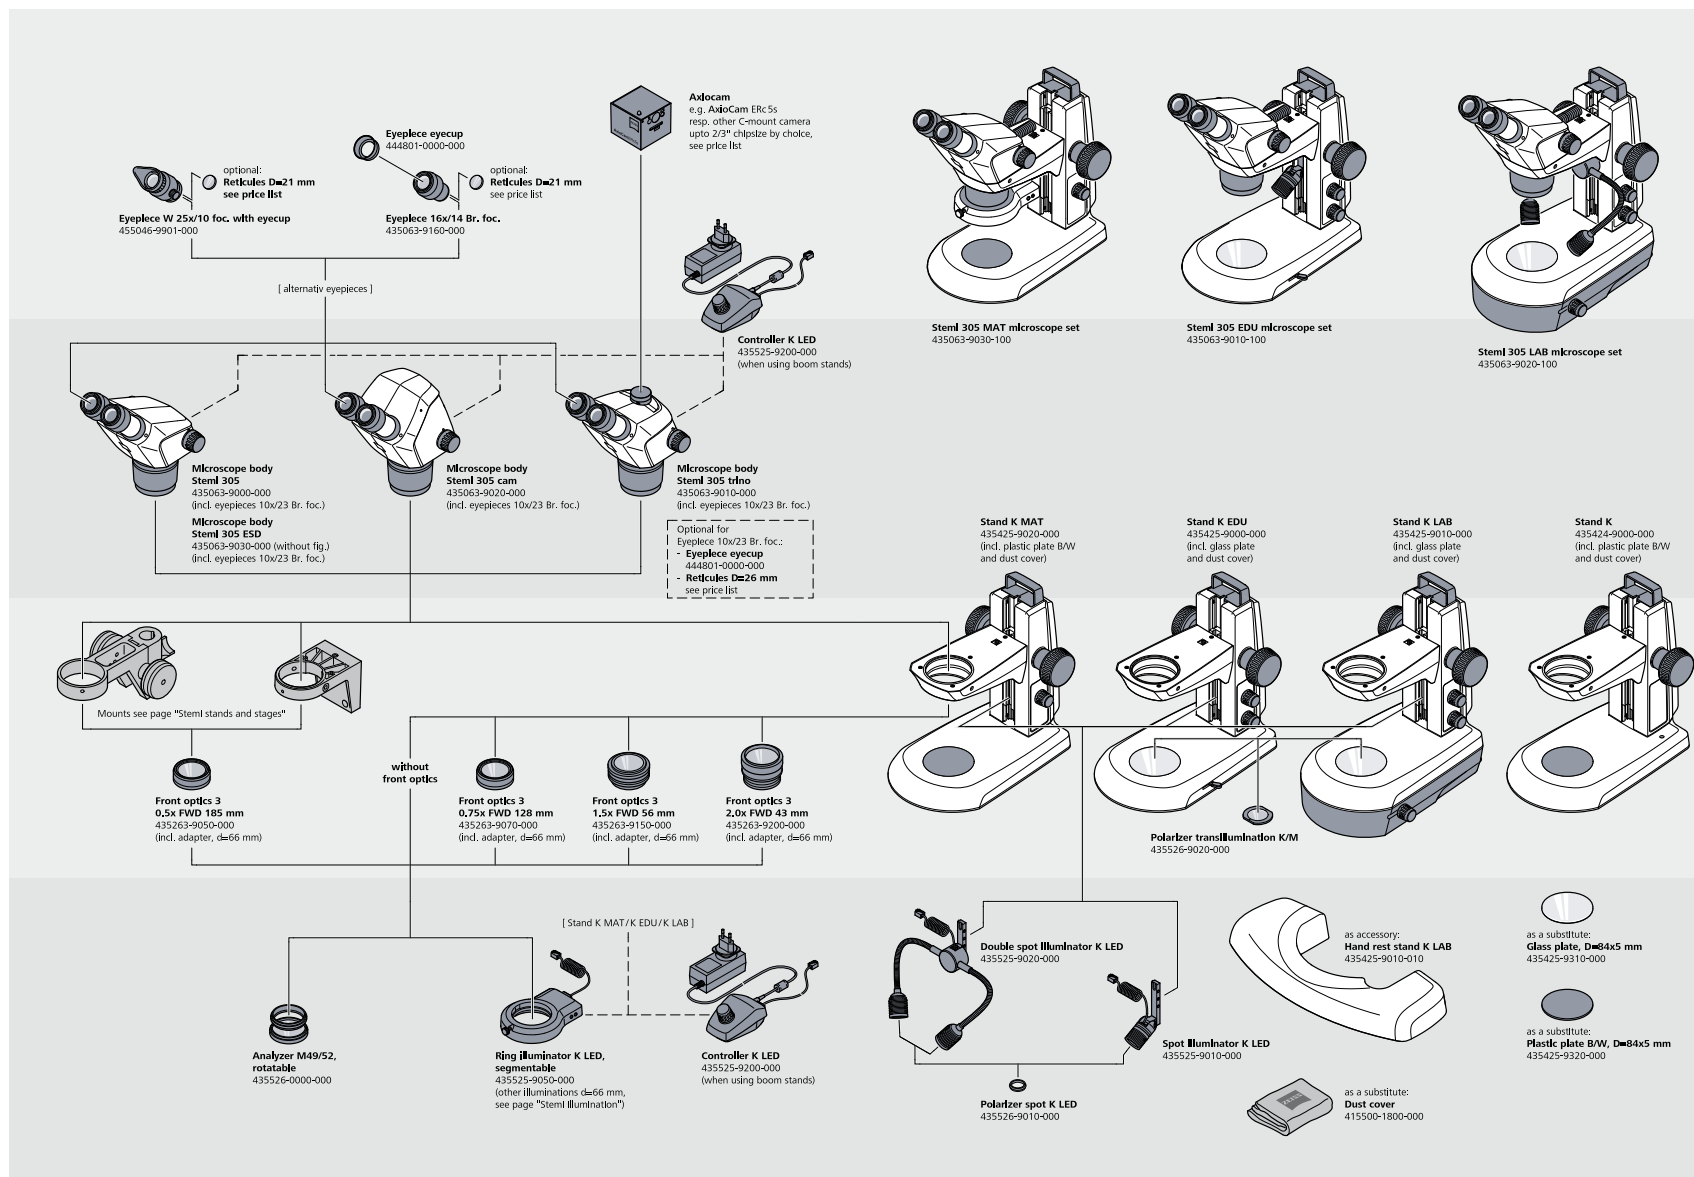 Axiocam
e.g. AxioCam ERc 5s
resp. other C-mount camera
upto 2/3" chipsize by choice,
see price list
Eyepiece eyecup
444801-0000-000
optional:
Reticules D=21 mm
see price list
optional:
Reticules D=21 mm
see price list
Eyepiece W 25x/10 foc. with eyecup
455046-9901-000
Eyepiece 16x/14 Br. foc.
435063-9160-000
[ alternativ eyepieces ]
Controller K LED
435525-9200-000
(when using boom stands)
Stemi 305 MAT microscope set
435063-9030-100
Stemi 305 EDU microscope set
435063-9010-100
Stemi 305 LAB microscope set
435063-9020-100
Microscope body
Stemi 305
435063-9000-000
(incl. eyepieces 10x/23 Br. foc.)
Microscope body
Stemi 305 ESD
435063-9030-000 (without fig.)
(incl. eyepieces 10x/23 Br. foc.)
Microscope body
Stemi 305 cam
435063-9020-000
(incl. eyepieces 10x/23 Br. foc.)
Microscope body
Stemi 305 trino
435063-9010-000
(incl. eyepieces 10x/23 Br. foc.)
Optional for
Eyepiece 10x/23 Br. foc.:
- Eyepiece eyecup
444801-0000-000
- Reticules D=26 mm
see price list
Stand K MAT
435425-9020-000
(incl. plastic plate B/W
and dust cover)
Stand K EDU
435425-9000-000
(incl. glass plate
and dust cover)
Stand K LAB
435425-9010-000
(incl. glass plate
and dust cover)
Stand K
435424-9000-000
(incl. plastic plate B/W
and dust cover)
Mounts see page "Stemi stands and stages"
without
front optics
Front optics 3
0.5x FWD 185 mm
435263-9050-000
(incl. adapter, d=66 mm)
Front optics 3
0.75x FWD 128 mm
435263-9070-000
(incl. adapter, d=66 mm)
Front optics 3
1.5x FWD 56 mm
435263-9150-000
(incl. adapter, d=66 mm)
Front optics 3
2.0x FWD 43 mm
435263-9200-000
(incl. adapter, d=66 mm)
Polarizer transillumination K/M
435526-9020-000
[ Stand K MAT/K EDU/K LAB ]
Analyzer M49/52,
rotatable
435526-0000-000
Ring illuminator K LED,
segmentable
435525-9050-000
(other illuminations d=66 mm,
see page "Stemi Illumination")
Controller K LED
435525-9200-000
(when using boom stands)
Double spot illuminator K LED
435525-9020-000
Spot illuminator K LED
435525-9010-000
Polarizer spot K LED
435526-9010-000
as accessory:
Hand rest stand K LAB
435425-9010-010
as a substitute:
Glass plate, D=84x5 mm
435425-9310-000
as a substitute:
Plastic plate B/W, D=84x5 mm
435425-9320-000
as a substitute:
Dust cover
415500-1800-000